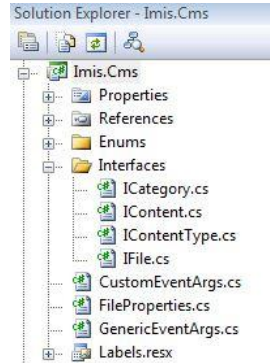 Solution Explorer - Imis.Cms
Imis.Cms
Properties
References
Enums
Interfaces
ICategory.cs
IContent.cs
IContentType.cs
IFile.cs
CustomEventArgs.cs
FileProperties.cs
GenericEventArgs.cs
Labels.resx